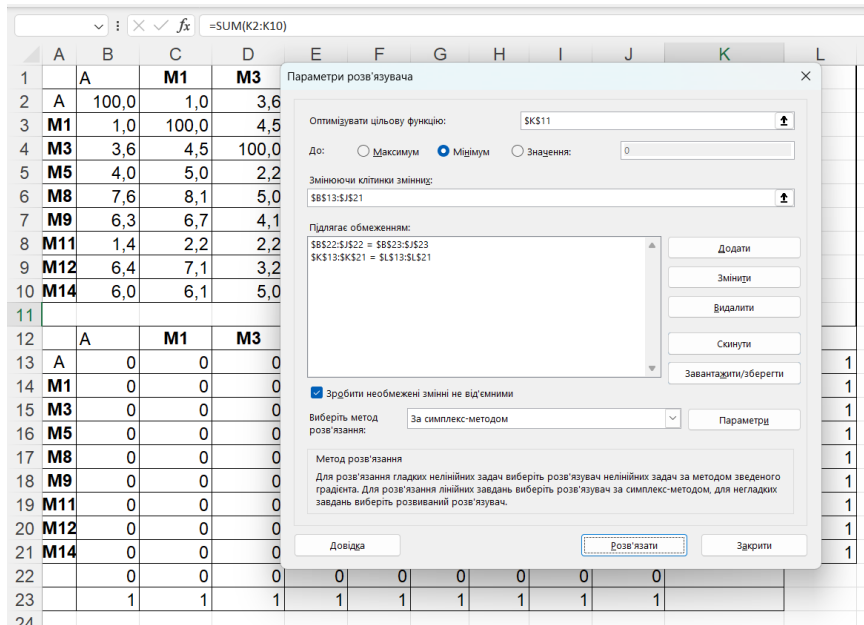 fx =SUM(K2:K10)
A B C D E F G H I J K L
1 A M1 M3
Параметри розв'язувача
2 A 100,0 1,0 3,6
3 M1 1,0 100,0 4,5
Оптимізувати цільову функцію: $K$11
4 M3 3,6 4,5 100,0
До: Максимум Мінімум Значення: 0
5 M5 4,0 5,0 2,2
Змінюючи клітинки змінних:
6 M8 7,6 8,1 5,0
$B$13:$J$21
7 M9 6,3 6,7 4,1
Підлягає обмеженням:
8 M11 1,4 2,2 2,2
$B$22:$J$22 = $B$23:$J$23
Додати
$K$13:$K$21 = $L$13:$L$21
9 M12 6,4 7,1 3,2
Змінити
10 M14 6,0 6,1 5,0
Видалити
11
12 A M1 M3
Скинути
13 A 0 0 0 1
Завантажити/зберегти
14 M1 0 0 0 1
Зробити необмежені змінні не від'ємними
15 M3 0 0 0 1
Виберіть метод
розв'язання:
За симплекс-методом
Параметри
16 M5 0 0 0 1
17 M8 0 0 0 1
Метод розв'язання
18 M9 0 0 0 1
Для розв'язання гладких нелінійних задач виберіть розв'язувач нелінійних задач за методом зведеного
градієнта. Для розв'язання лінійних завдань виберіть розв'язувач за симплекс-методом, для негладких
завдань виберіть розвиваний розв'язувач.
19 M11 0 0 0 1
20 M12 0 0 0 1
21 M14 0 0 0 1
Довідка Розв'язати Закрити
22 0 0 0 0 0 0 0 0 0
23 1 1 1 1 1 1 1 1 1
24